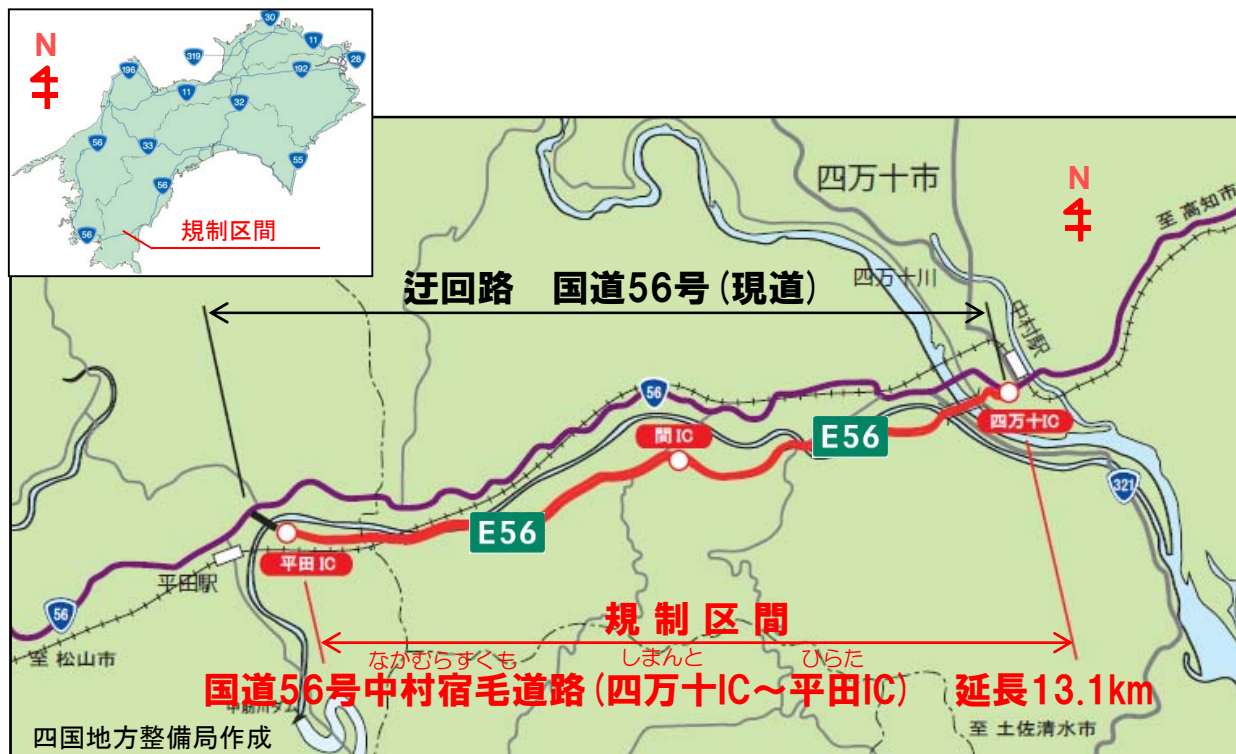 N
30
11
28
319
192
196
11
32
56
33
55
56
56
規制区間
四万十市
N
至 高知市
四万十川
迂回路 国道56号(現道)
中村駅
56
間IC
E56
四万十IC
321
E56
平田IC
平田駅
56
至 松山市
規制区間
なかむらすくも しまんと ひらた
国道56号中村宿毛道路(四万十IC～平田IC) 延長13.1km
中筋川ダム
至 土佐清水市
四国地方整備局作成